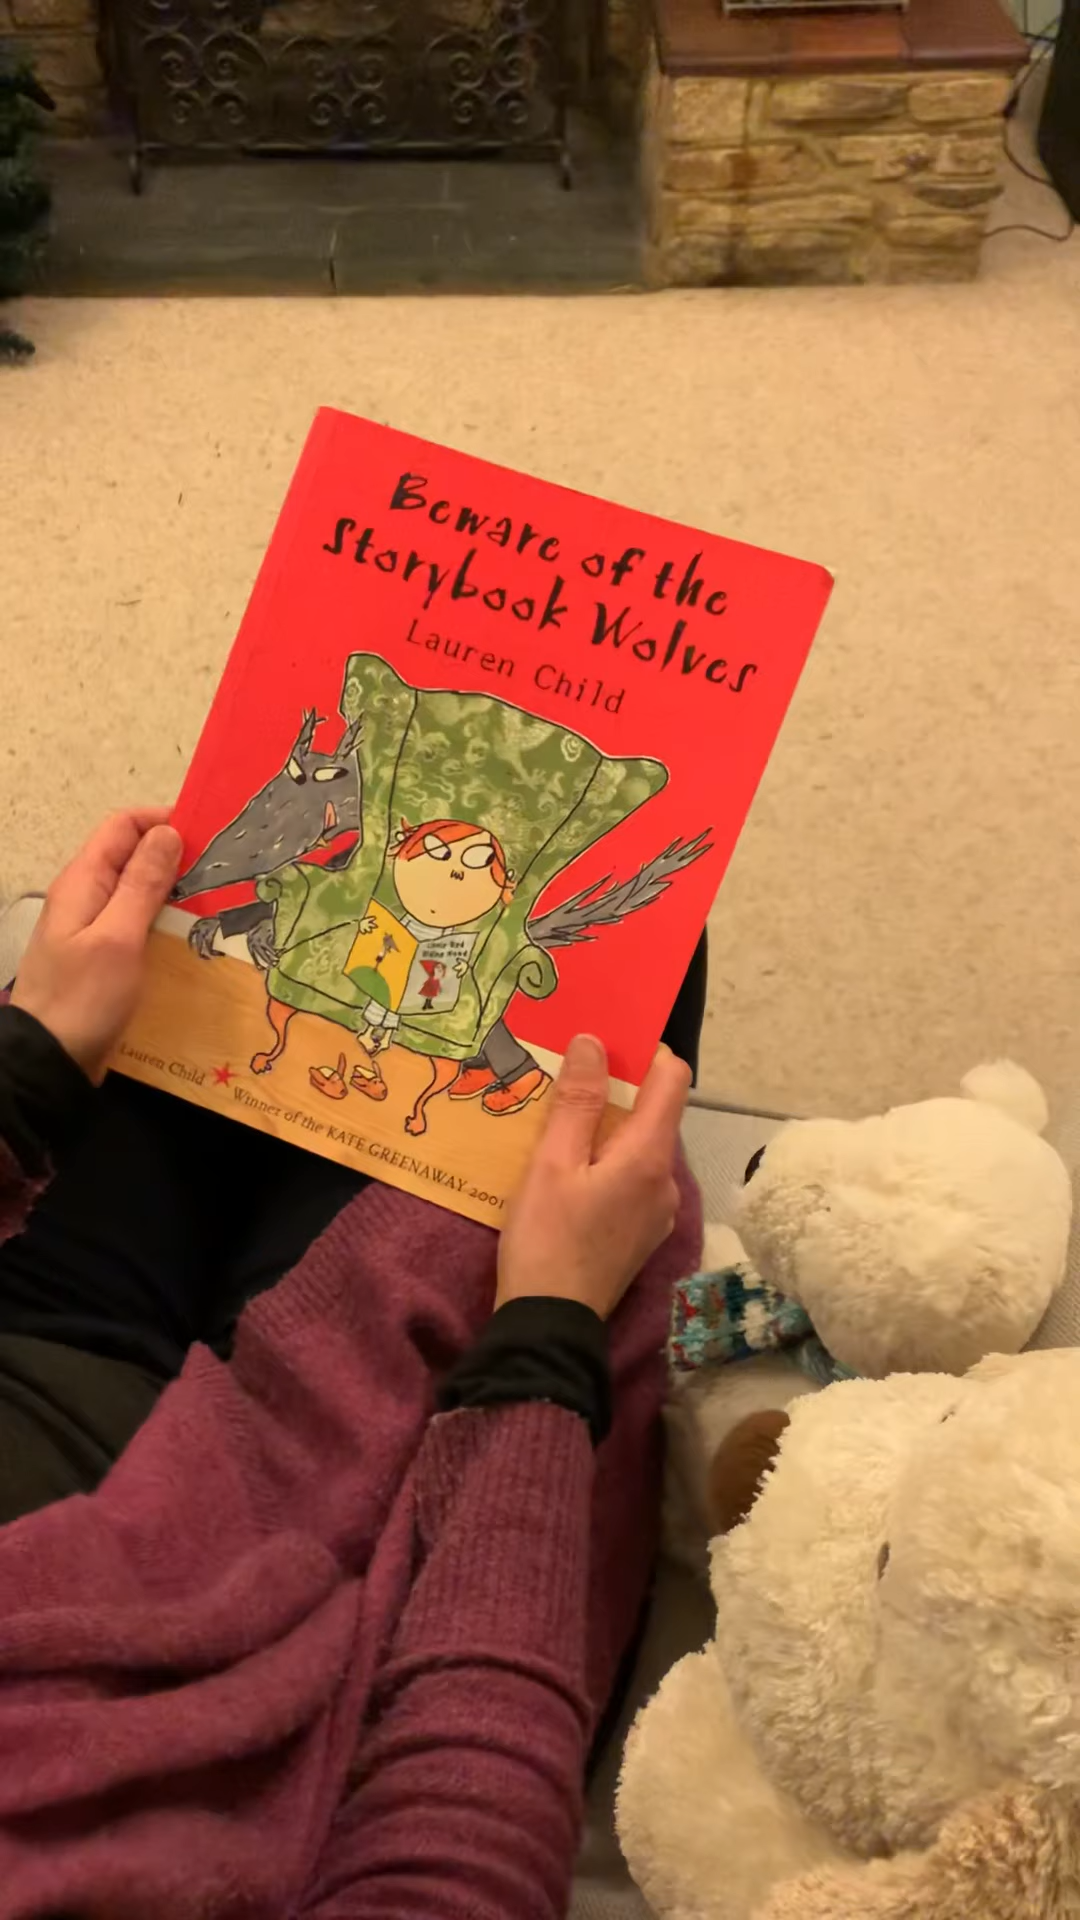 Beware of the
Storybook Wolves
Lauren Child
Little Red
Riding Hood
Lauren Child
Winner of the KATE GREENAWAY 2001